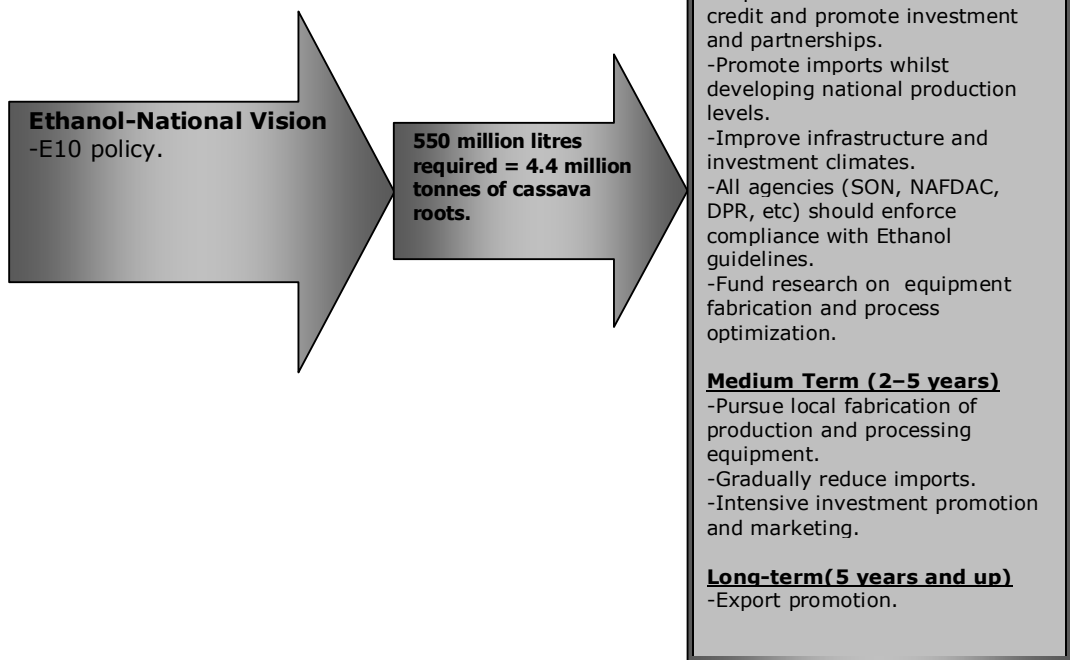 Ethanol-National Vision
-E10 policy.
550 million litres
required = 4.4 million
tonnes of cassava
roots.
credit and promote investment
and partnerships.
-Promote imports whilst
developing national production
levels.
-Improve infrastructure and
investment climates.
-All agencies (SON, NAFDAC,
DPR, etc) should enforce
compliance with Ethanol
guidelines.
-Fund research on  equipment
fabrication and process
optimization.
Medium Term (2–5 years)
-Pursue local fabrication of
production and processing
equipment.
-Gradually reduce imports.
-Intensive investment promotion
and marketing.
Long-term(5 years and up)
-Export promotion.